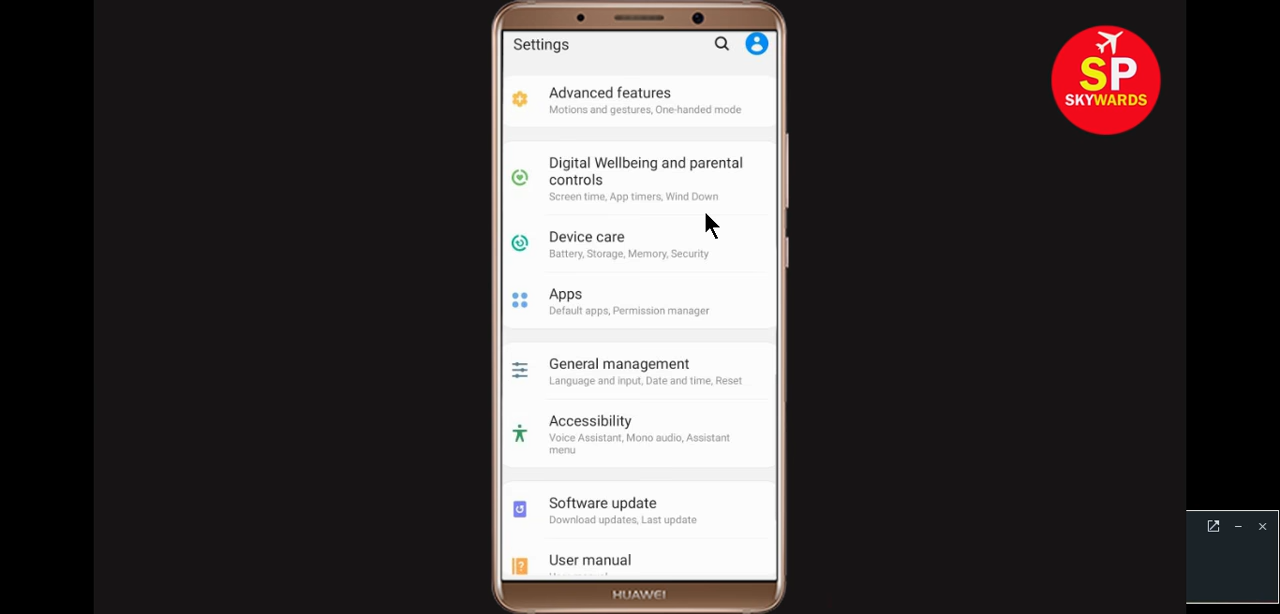 Settings
Advanced features
Motions and gestures, One-handed mode
Digital Wellbeing and parental
controls
Screen time, App timers, Wind Down
Device care
Battery, Storage, Memory, Security
Apps
Default apps, Permission manager
General management
Language and input, Date and time, Reset
Accessibility
Voice Assistant, Mono audio, Assistant
menu
Software update
Download updates, Last update
User manual
HUAWEI
SP
SKYWARDS